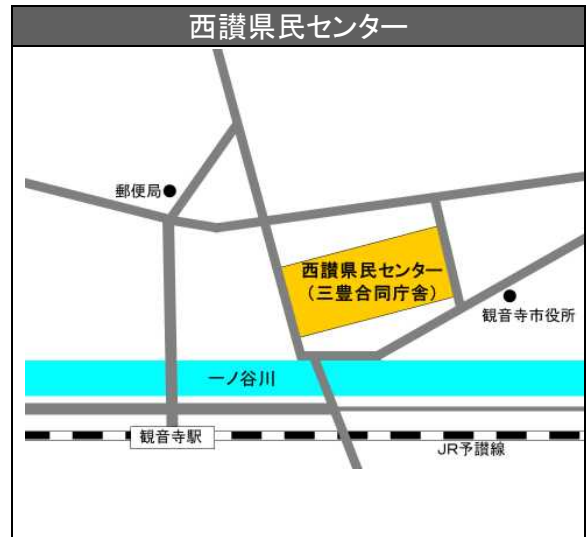 西讃県民センター
郵便局
西讃県民センター
（三豊合同庁舎）
観音寺市役所
一ノ谷川
観音寺駅
JR予讃線